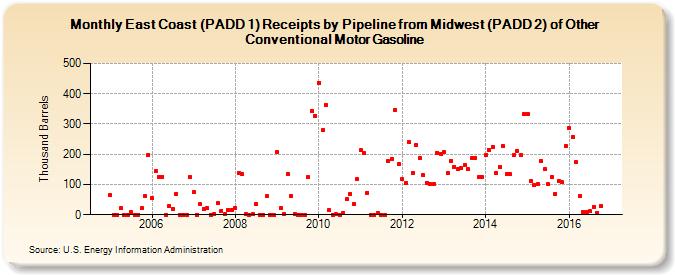 Monthly East Coast (PADD 1) Receipts by Pipeline from Midwest (PADD 2) of Other
Conventional Motor Gasoline
Thousand Barrels
500
400
300
200
100
0
2006 2008 2010 2012 2014 2016
Source: U.S. Energy Information Administration